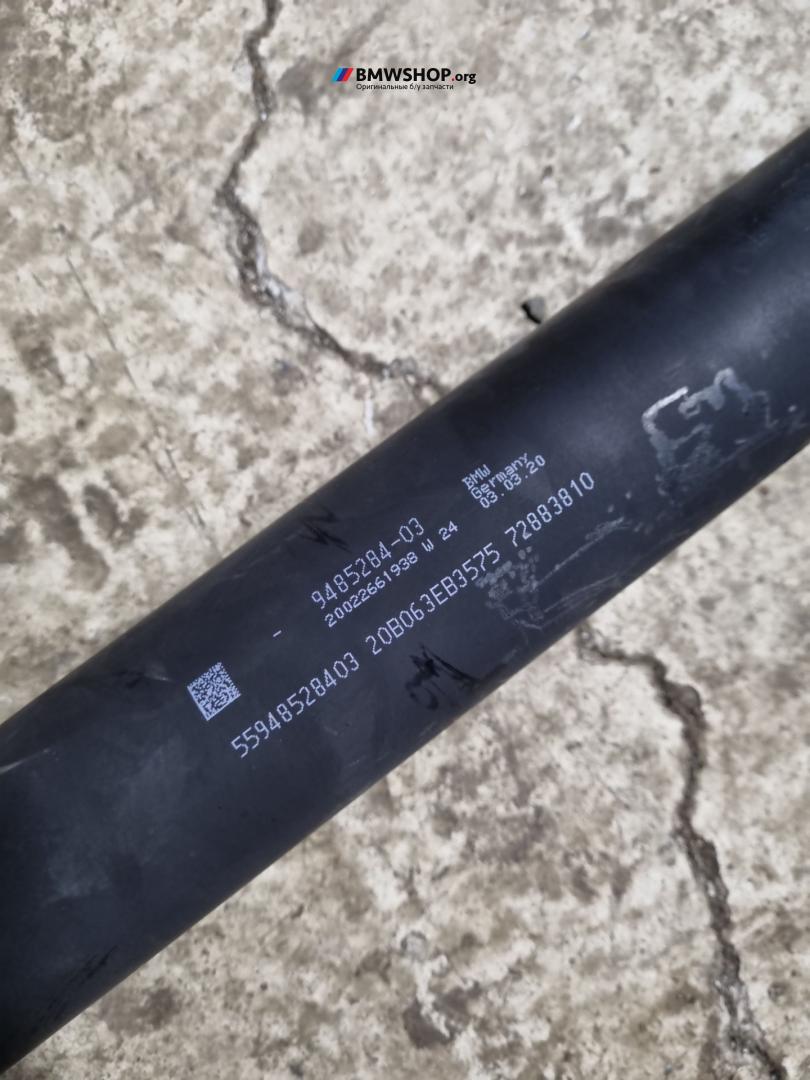 BMWSHOP.org
Оригинальные б/у запчасти
BMW
Germany
03.03.20
9485284-03
20022661938 W 24
-
55948528403 20B063EB3575 72883810